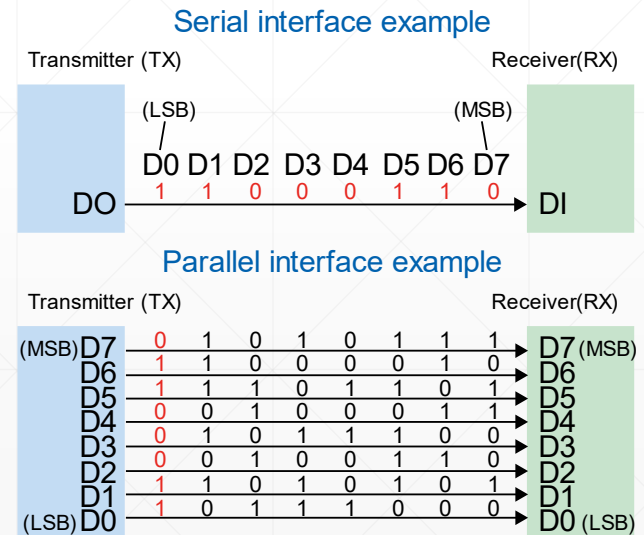 Serial interface example
Transmitter (TX) Receiver(RX)
(LSB) (MSB)
D0 D1 D2 D3 D4 D5 D6 D7
1 1 0 0 0 1 1 0
DO DI
Parallel interface example
Transmitter (TX) Receiver(RX)
(MSB) D7 0 1 0 1 0 1 1 1 D7 (MSB)
D6 1 1 0 0 0 0 1 0 D6
D5 1 1 1 0 1 1 0 1 D5
D4 0 0 1 0 0 0 1 1 D4
D3 0 1 0 1 1 1 0 0 D3
D2 0 0 1 0 0 1 1 0 D2
D1 1 1 0 1 0 1 0 1 D1
(LSB) D0 1 0 1 1 1 0 0 0 D0 (LSB)